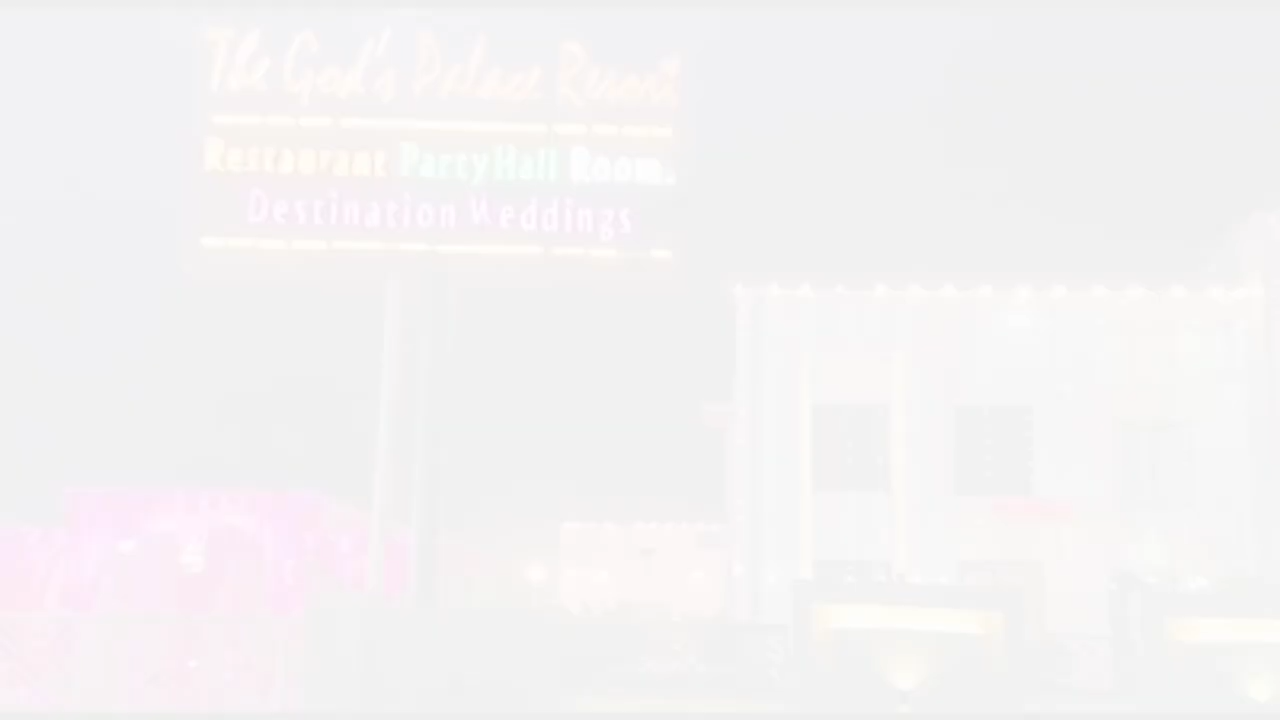 The God's Palace Resort
Restaurant PartyHall Room.
Destination Weddings